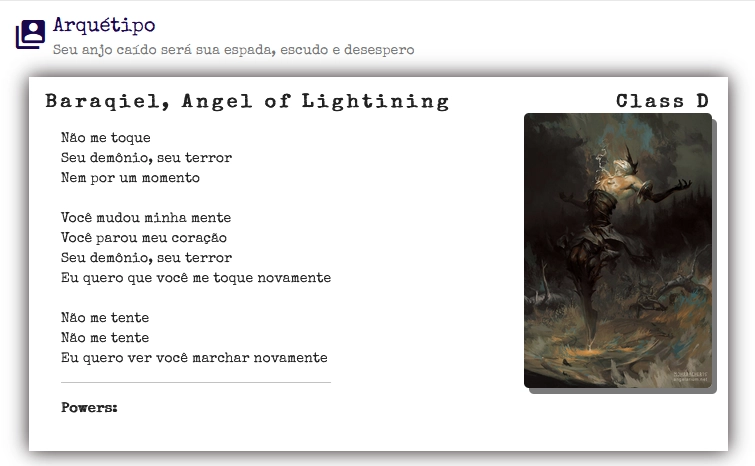 Arquétipo
Seu anjo caído será sua espada, escudo e desespero
Baraqiel, Angel of Lightining
Class D
Não me toque
Seu demônio, seu terror
Nem por um momento
Você mudou minha mente
Você parou meu coração
Seu demônio, seu terror
Eu quero que você me toque novamente
Não me tente
Não me tente
Eu quero ver você marchar novamente
Powers: